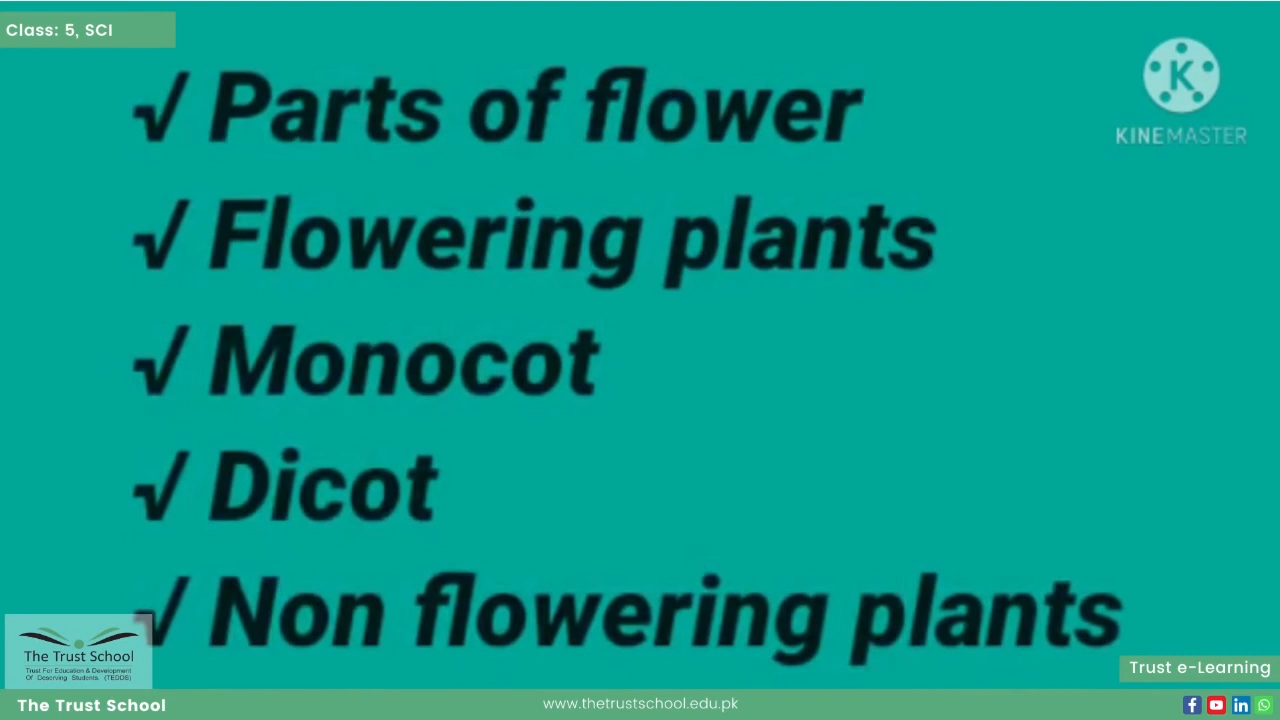 Class: 5, SCI
K
KINEMASTER
√ Parts of flower
√ Flowering plants
√ Monocot
√ Dicot
√ Non flowering plants
The Trust School
Trust For Education & Development
Of Deserving Students. (TEDDS)
Trust e-Learning
The Trust School
www.thetrustschool.edu.pk